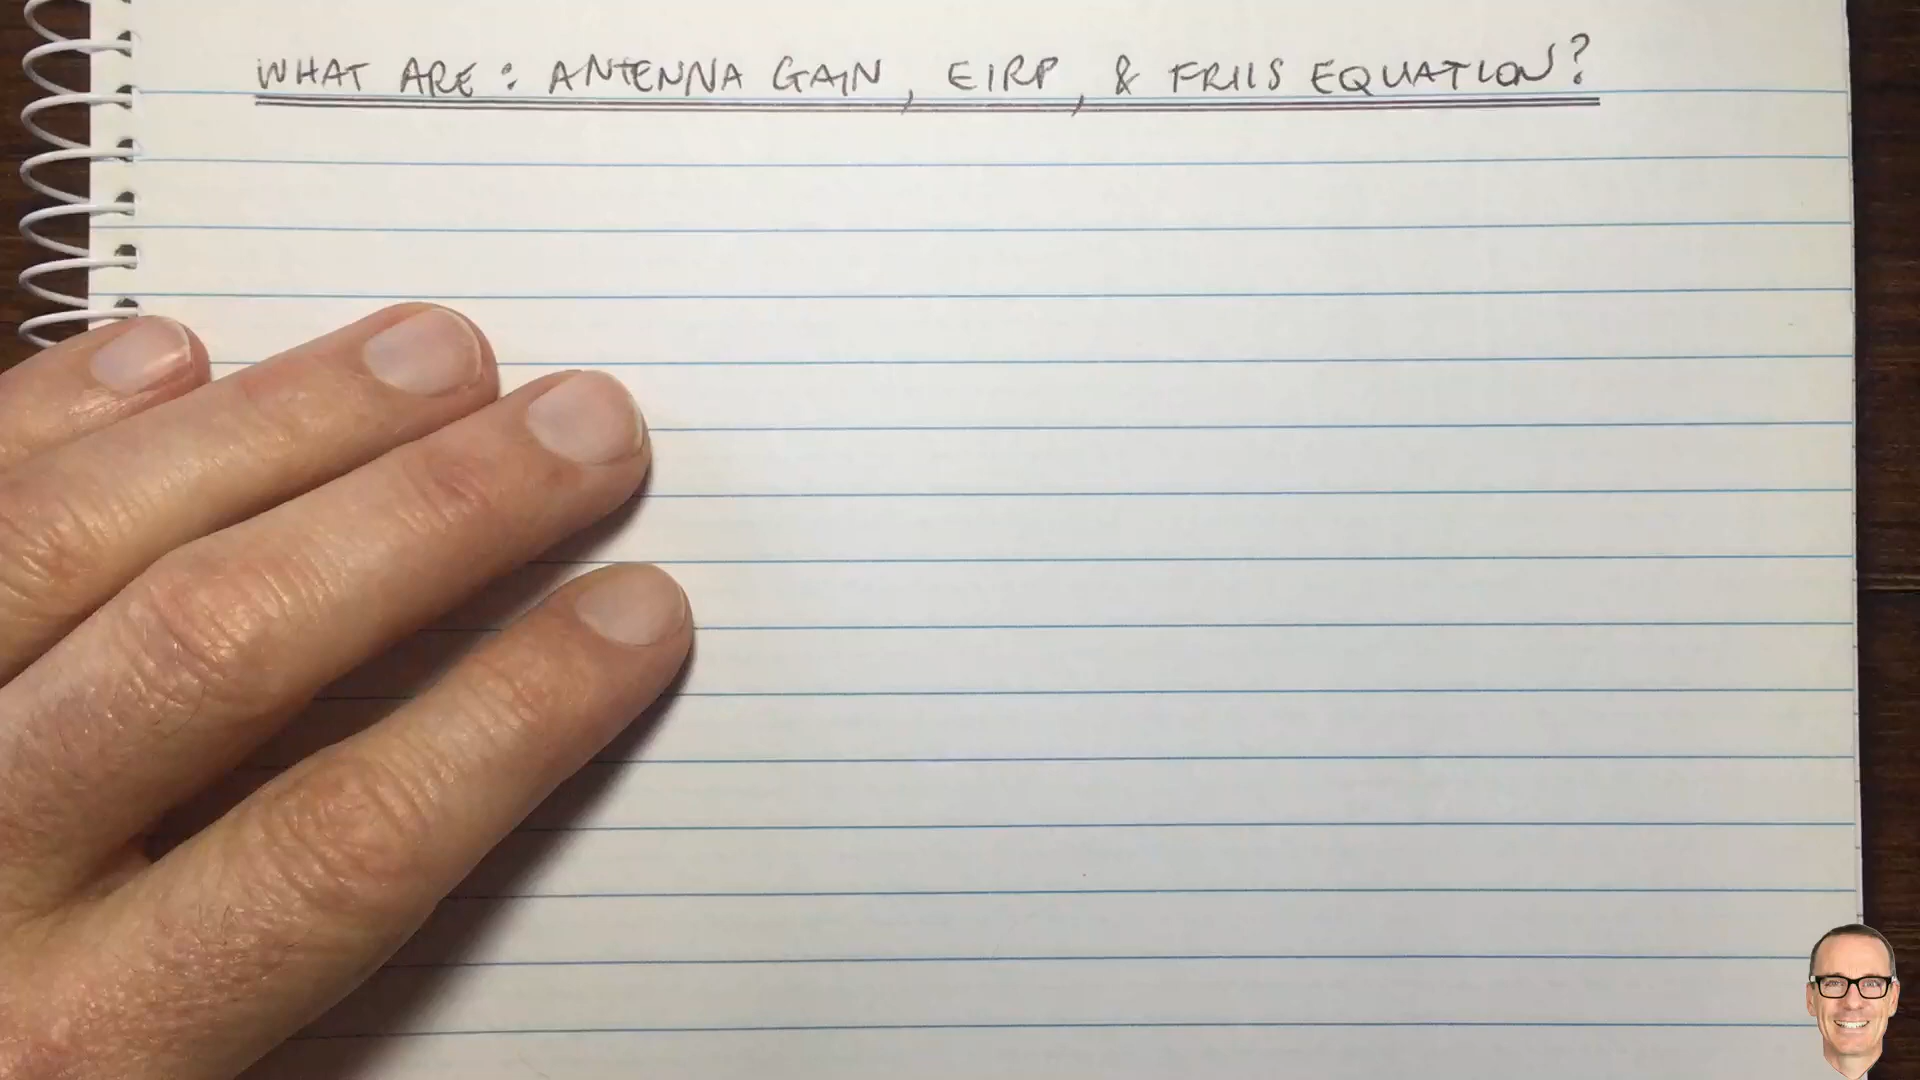 WHAT ARE: ANTENNA GAIN, EIRP, & FRIIS EQUATION?